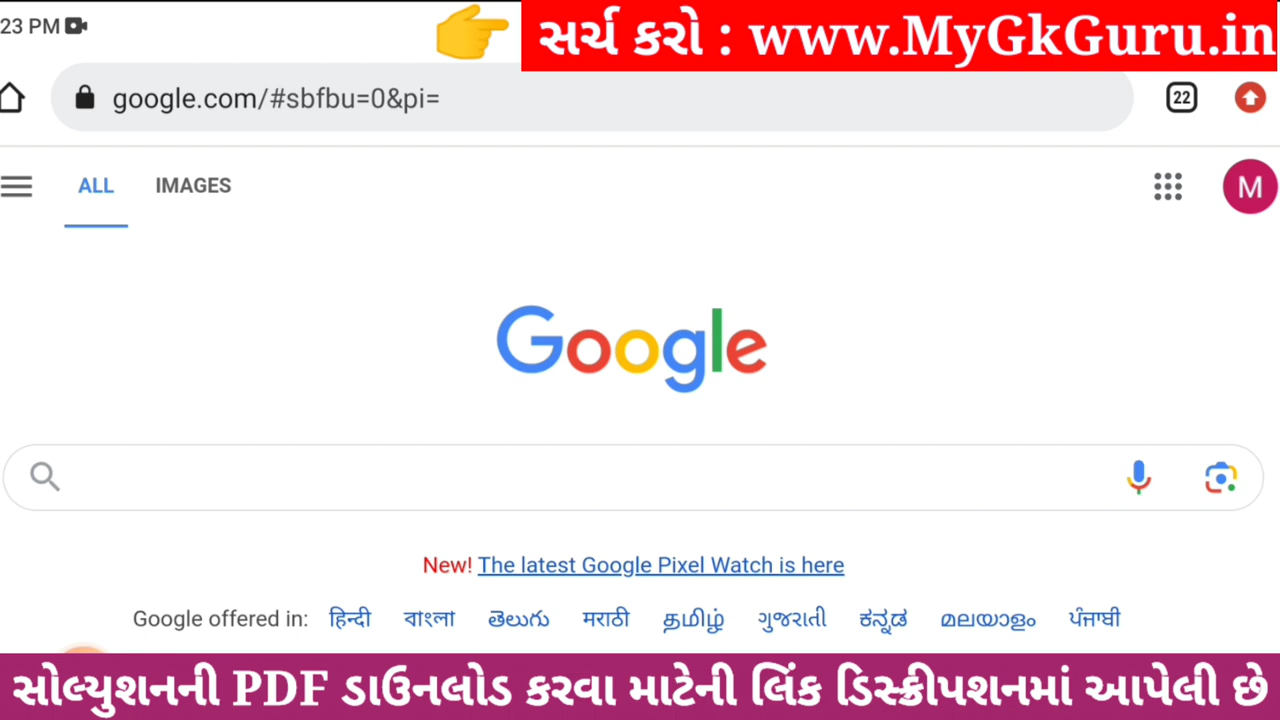 23 PM
સર્ચ કરો : www.MyGkGuru.in
google.com/#sbfbu=0&pi=
22
ALL IMAGES
M
Google
New! The latest Google Pixel Watch is here
Google offered in: हिन्दी বাংলা తెలుగు मराठी தமிழ் ગુજરાતી ಕನ್ನಡ മലയാളം ਪੰਜਾਬੀ
સોલ્યુશનની PDF ડાઉનલોડ કરવા માટેની લિંક ડિસ્ક્રીપશનમાં આપેલી છે